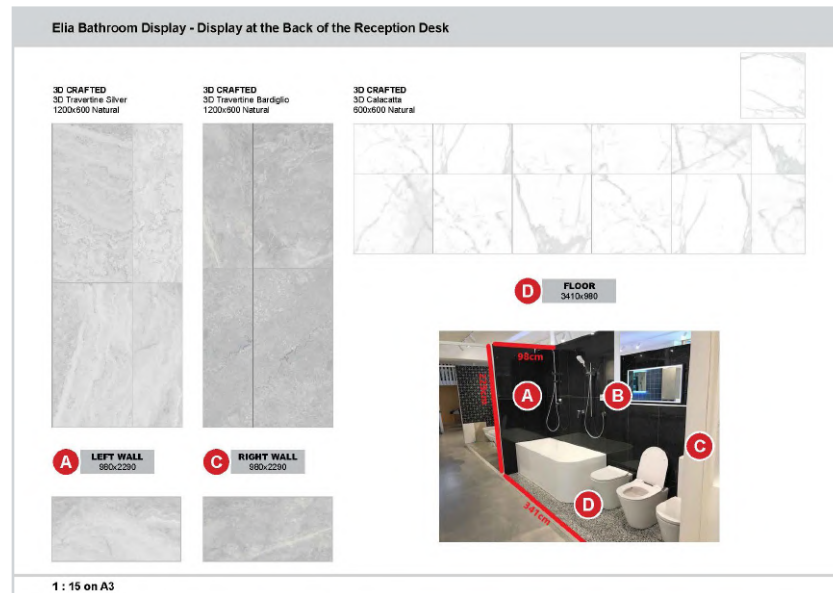 Elia Bathroom Display - Display at the Back of the Reception Desk
3D CRAFTED
3D Travertine Silver
1200x600 Natural
3D CRAFTED
3D Travertine Bardiglio
1200x600 Natural
3D CRAFTED
3D Calacatta
600x600 Natural
D
FLOOR
3410x980
98cm
A
B
C
D
341cm
A
LEFT WALL
980x2290
C
RIGHT WALL
980x2290
1 : 15 on A3